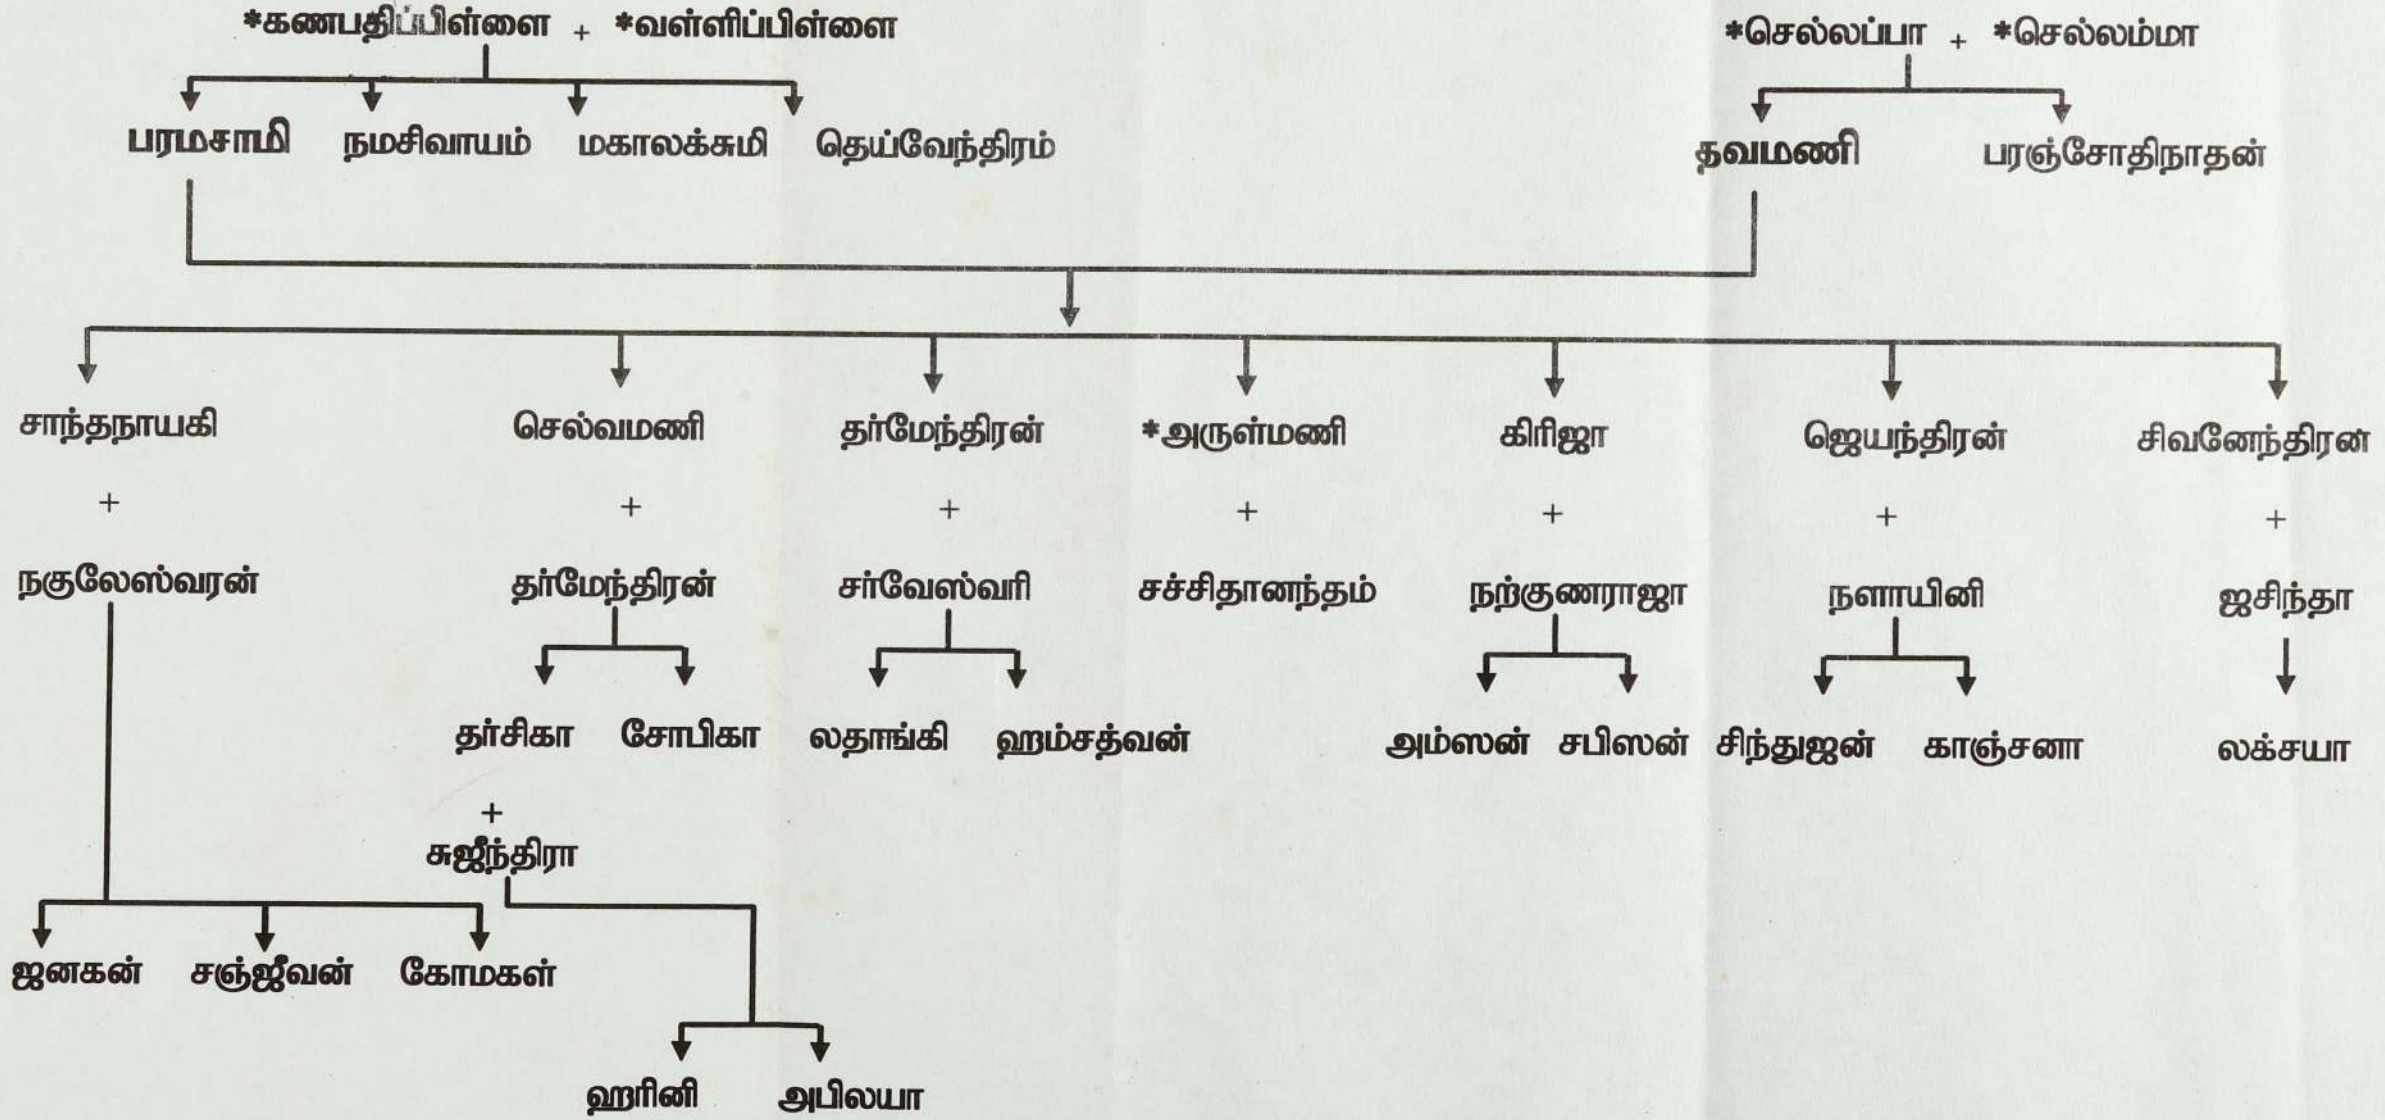 *கணபதிப்பிள்ளை + *வள்ளிப்பிள்ளை
*செல்லப்பா + *செல்லம்மா
பரமசாமி நமசிவாயம் மகாலக்சுமி தெய்வேந்திரம்
தவமணி பரஞ்சோதிநாதன்
சாந்தநாயகி செல்வமணி தர்மேந்திரன் *அருள்மணி கிரிஜா ஜெயந்திரன் சிவனேந்திரன்
+ + + + + + +
நகுலேஸ்வரன் தர்மேந்திரன் சர்வேஸ்வரி சச்சிதானந்தம் நற்குணராஜா நளாயினி ஐசிந்தா
தர்சிகா சோபிகா லதாங்கி ஹம்சத்வன் அம்ஸன் சபிஸன் சிந்துஜன் காஞ்சனா லக்சயா
+
சுஜீந்திரா
ஜனகன் சஞ்ஜீவன் கோமகள்
ஹரினி அபிலயா